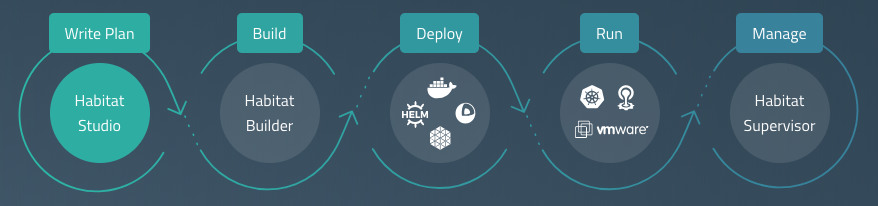 Write Plan
Build
Deploy
Run
Manage
Habitat
Studio
Habitat
Builder
HELM
vmware
Habitat
Supervisor